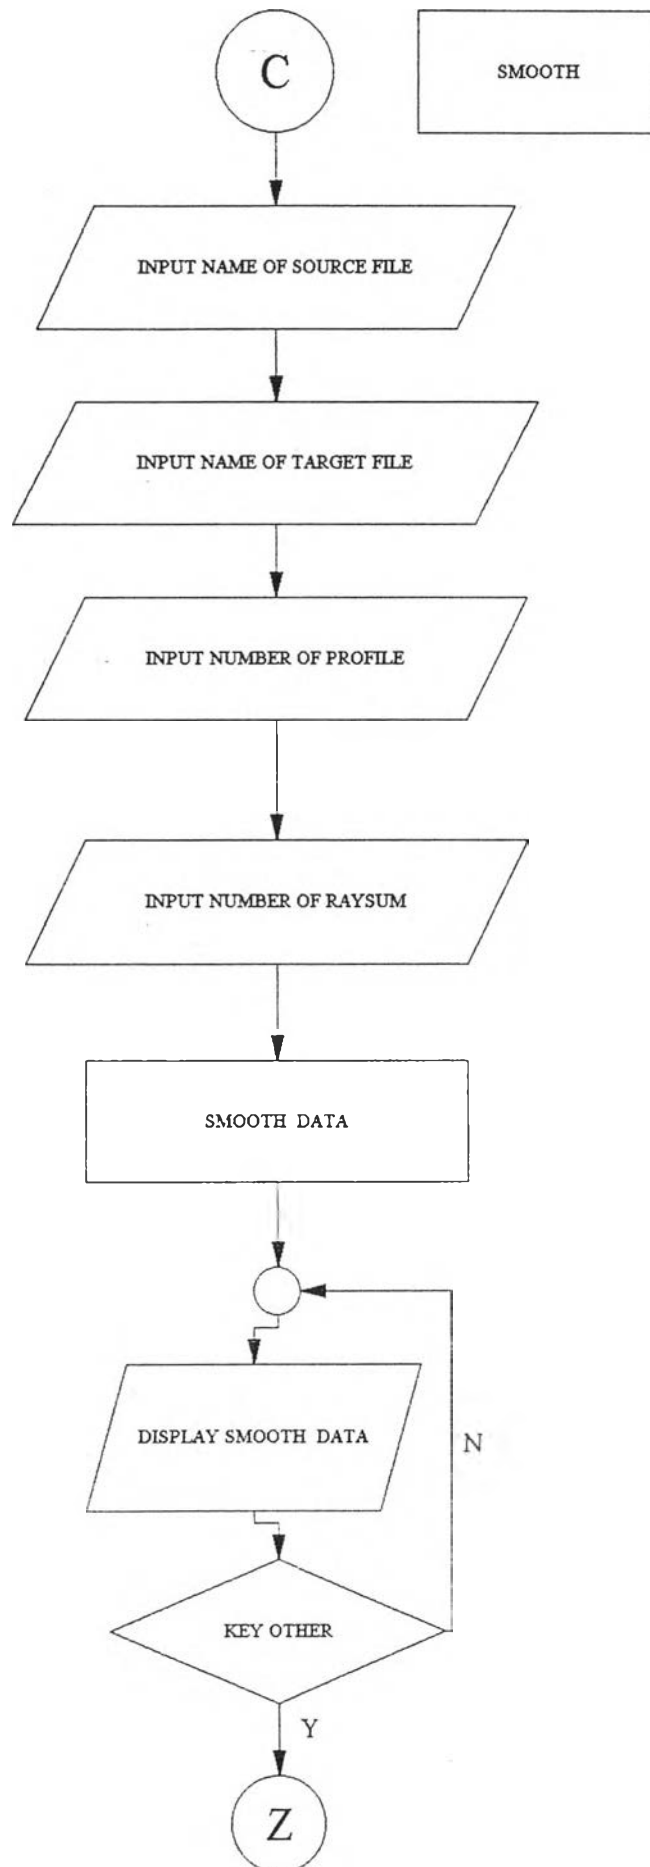 C
SMOOTH
INPUT NAME OF SOURCE FILE
INPUT NAME OF TARGET FILE
INPUT NUMBER OF PROFILE
INPUT NUMBER OF RAYSUM
SMOOTH DATA
DISPLAY SMOOTH DATA
N
KEY OTHER
Y
Z